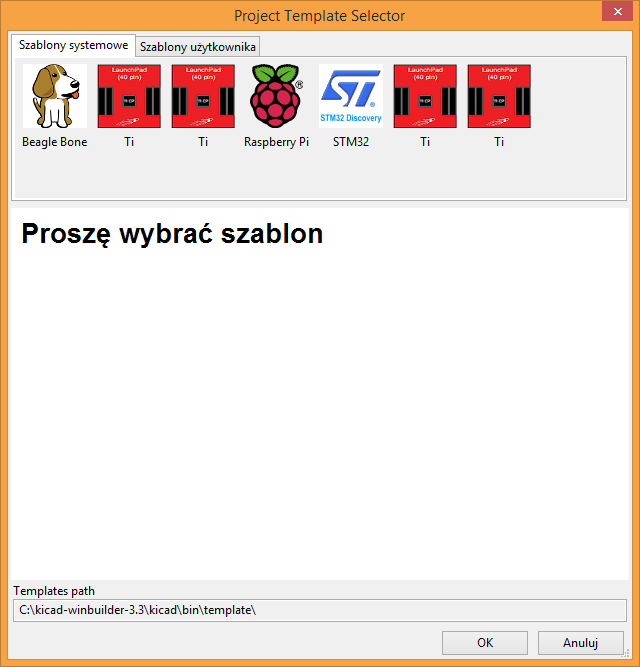 Project Template Selector
Szablony systemowe
Szablony użytkownika
LaunchPad
(40 pin)
LaunchPad
(40 pin)
®
ST
®
STM32 Discovery
LaunchPad
(40 pin)
LaunchPad
(40 pin)
Beagle Bone
Ti
Ti
Raspberry Pi
STM32
Ti
Ti
Proszę wybrać szablon
Templates path
C:\kicad-winbuilder-3.3\kicad\bin\template\
OK
Anuluj